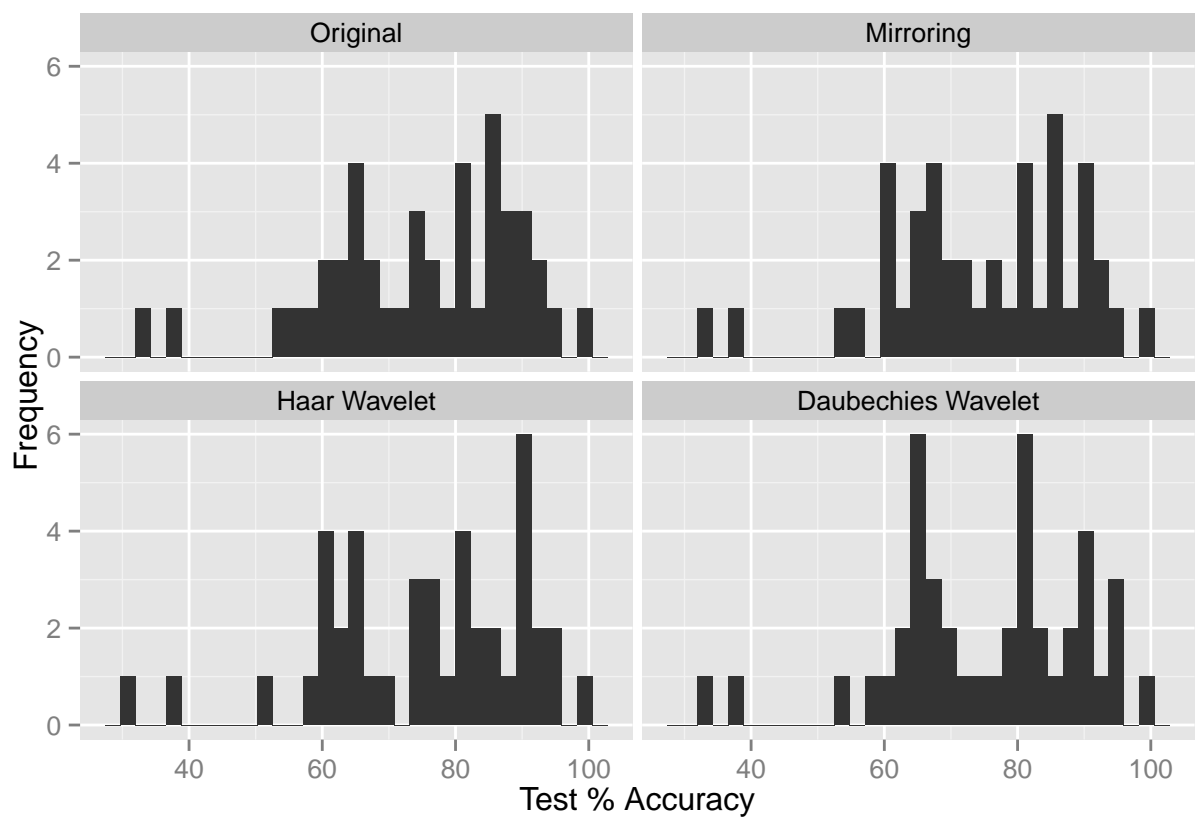 Original
Mirroring
6
4
2
0
Haar Wavelet
Daubechies Wavelet
6
4
2
0
Frequency
40 60 80 100
40 60 80 100
Test % Accuracy